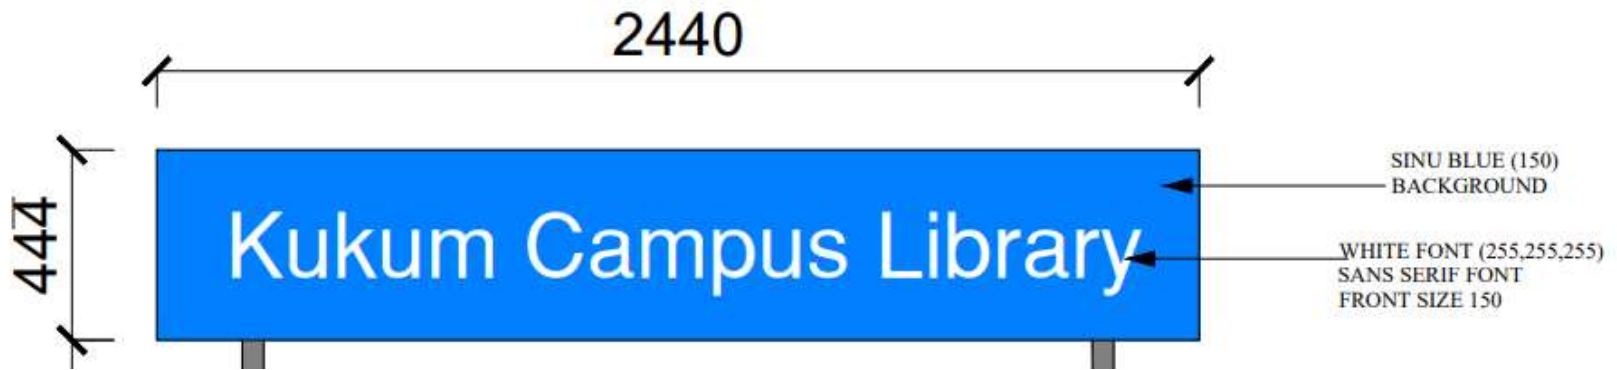 2440
444
Kukum Campus Library
SINU BLUE (150)
BACKGROUND
WHITE FONT (255,255,255)
SANS SERIF FONT
FRONT SIZE 150